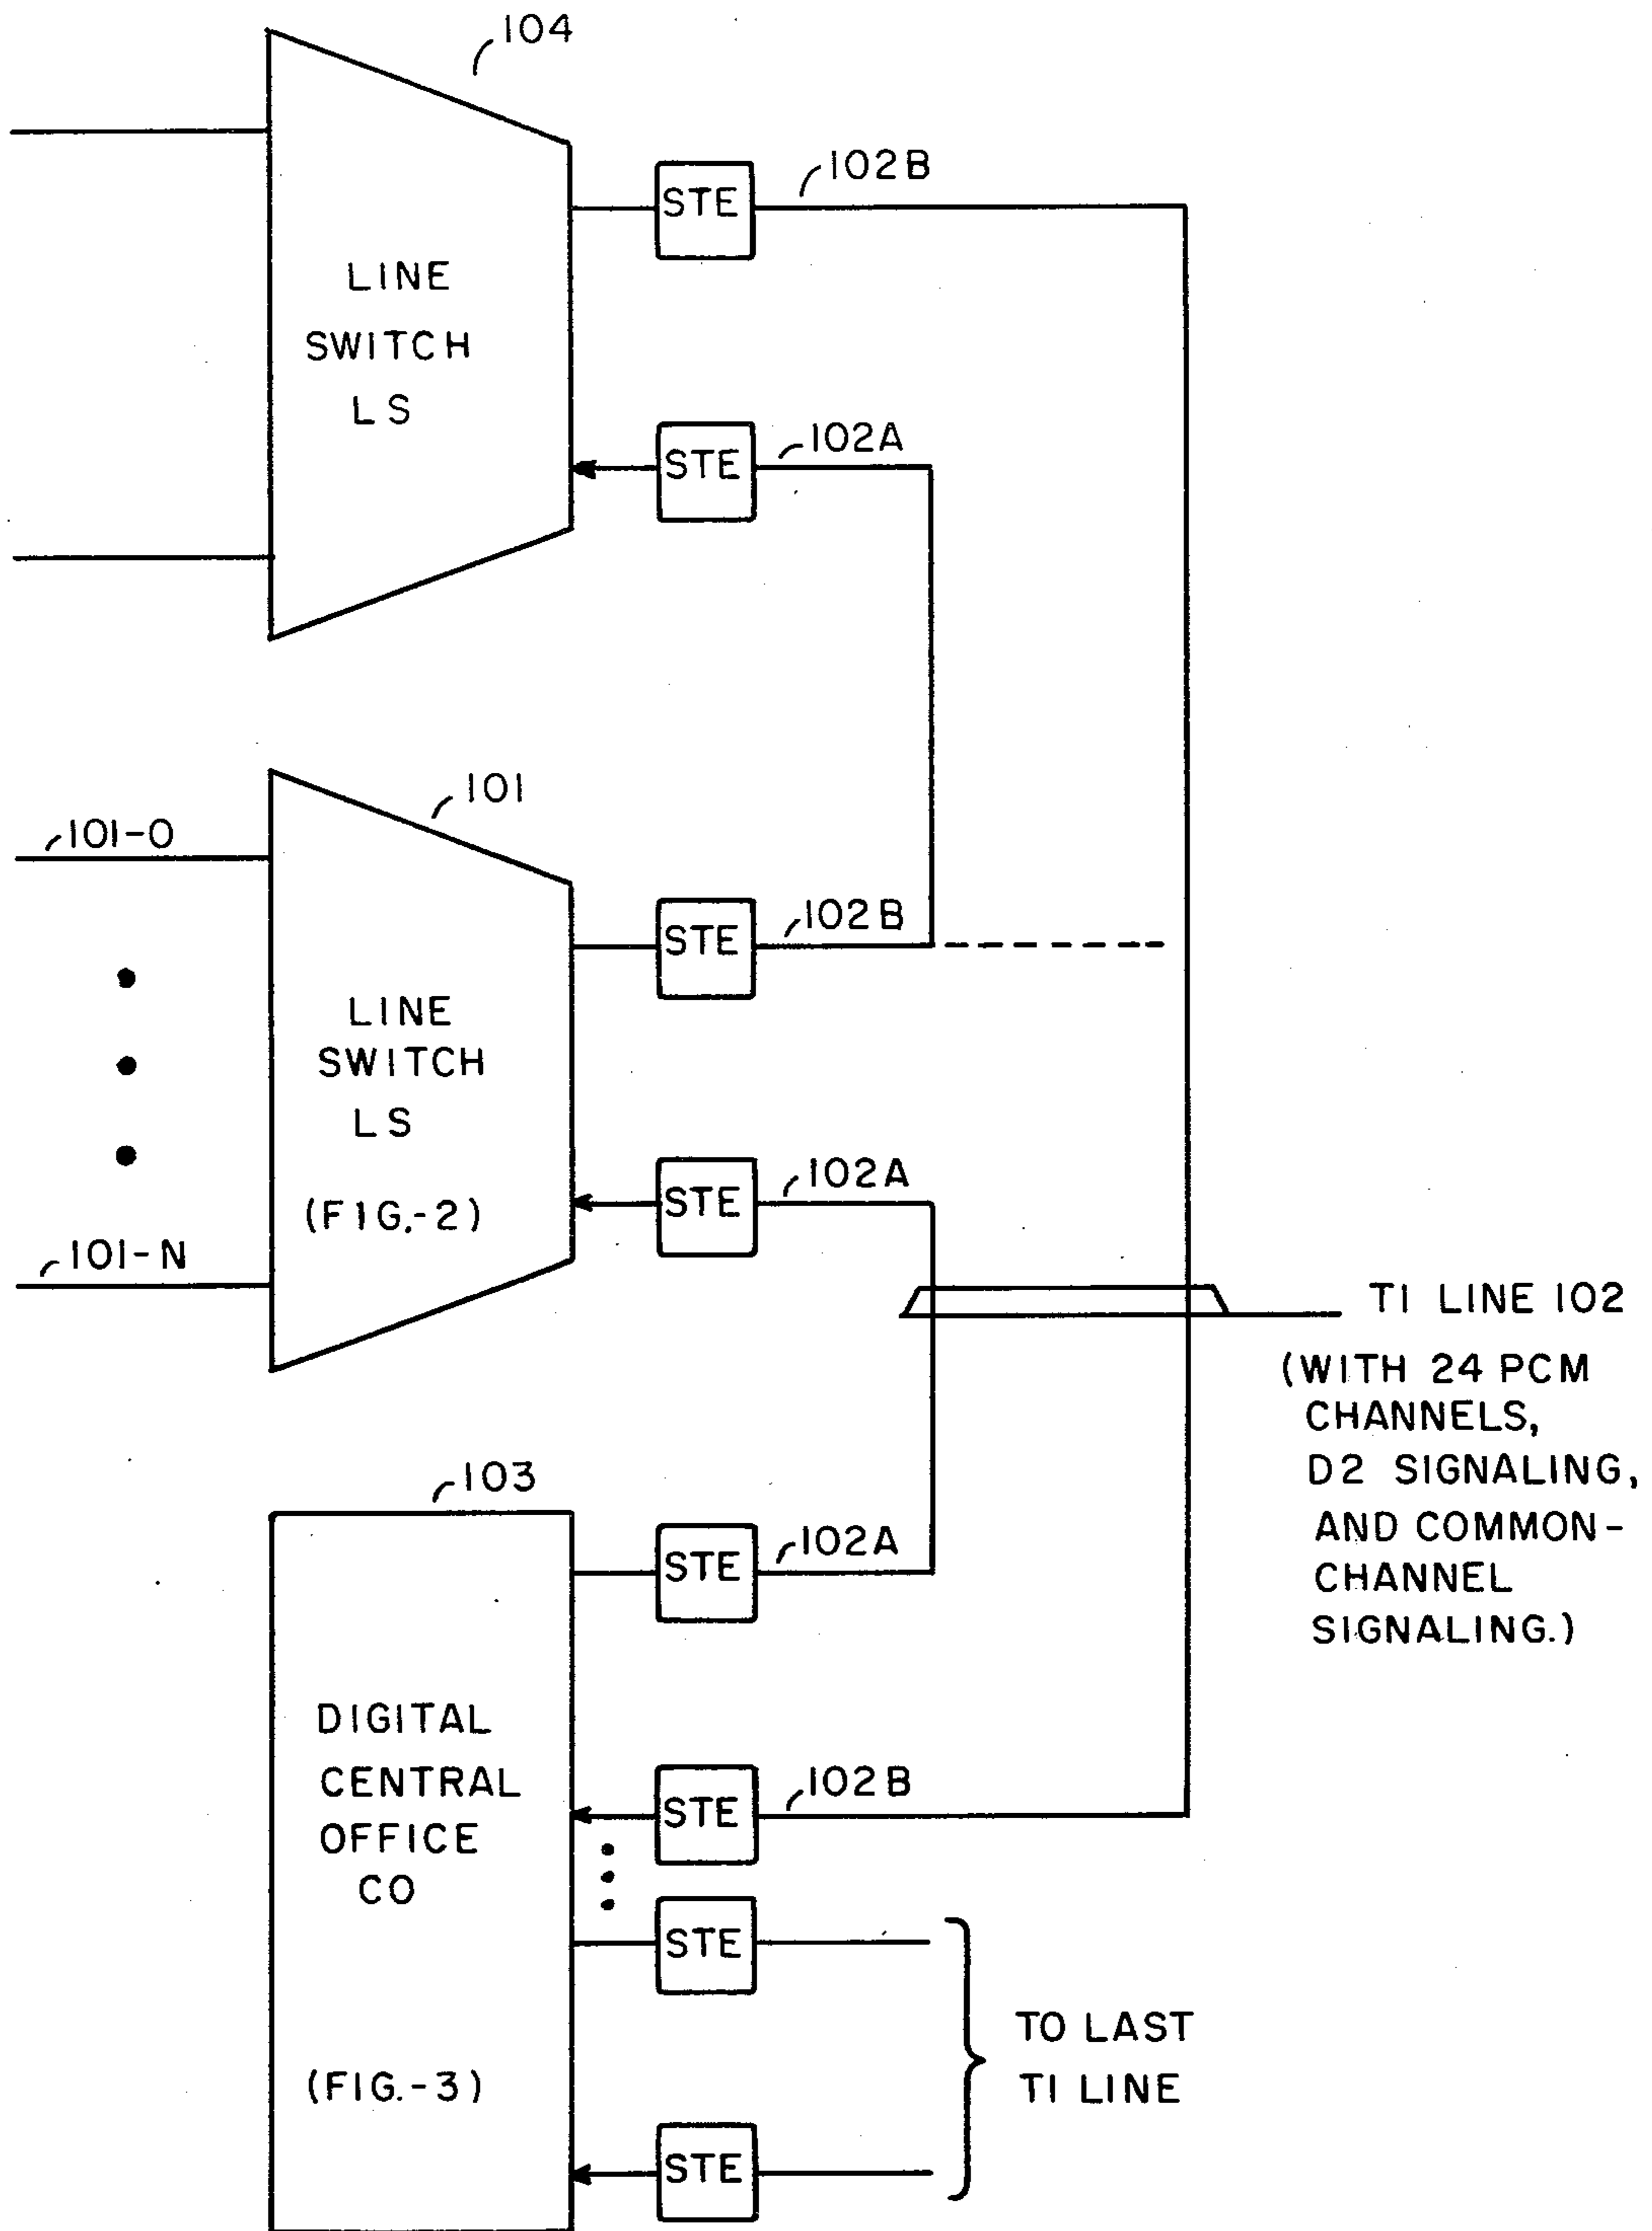 104
STE
102B
LINE
SWITCH
LS
STE
102A
101
101-0
STE
102B
LINE
SWITCH
LS
(FIG.-2)
STE
102A
101-N
T1 LINE 102
(WITH 24 PCM
CHANNELS,
D2 SIGNALING,
AND COMMON-
CHANNEL
SIGNALING.)
103
STE
102A
DIGITAL
CENTRAL
OFFICE
CO
STE
102B
STE
TO LAST
T1 LINE
(FIG.-3)
STE